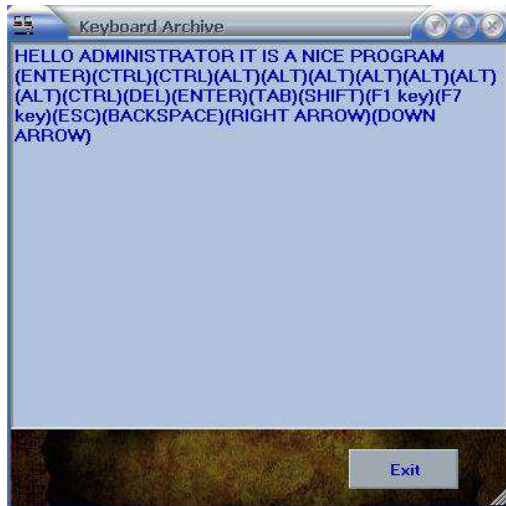 Keyboard Archive
HELLO ADMINISTRATOR IT IS A NICE PROGRAM
(ENTER)(CTRL)(CTRL)(ALT)(ALT)(ALT)(ALT)(ALT)(ALT)
(ALT)(CTRL)(DEL)(ENTER)(TAB)(SHIFT)(F1 key)(F7
key)(ESC)(BACKSPACE)(RIGHT ARROW)(DOWN
ARROW)
Exit